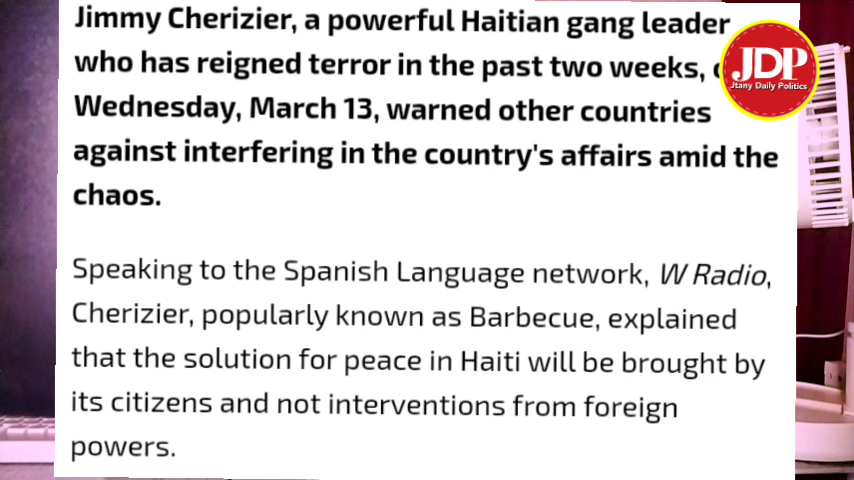 Jimmy Cherizier, a powerful Haitian gang leader
who has reigned terror in the past two weeks,
Wednesday, March 13, warned other countries
against interfering in the country's affairs amid the
chaos.
Speaking to the Spanish Language network, W Radio,
Cherizier, popularly known as Barbecue, explained
that the solution for peace in Haiti will be brought by
its citizens and not interventions from foreign
powers.
JDP
Jtany Daily Politics